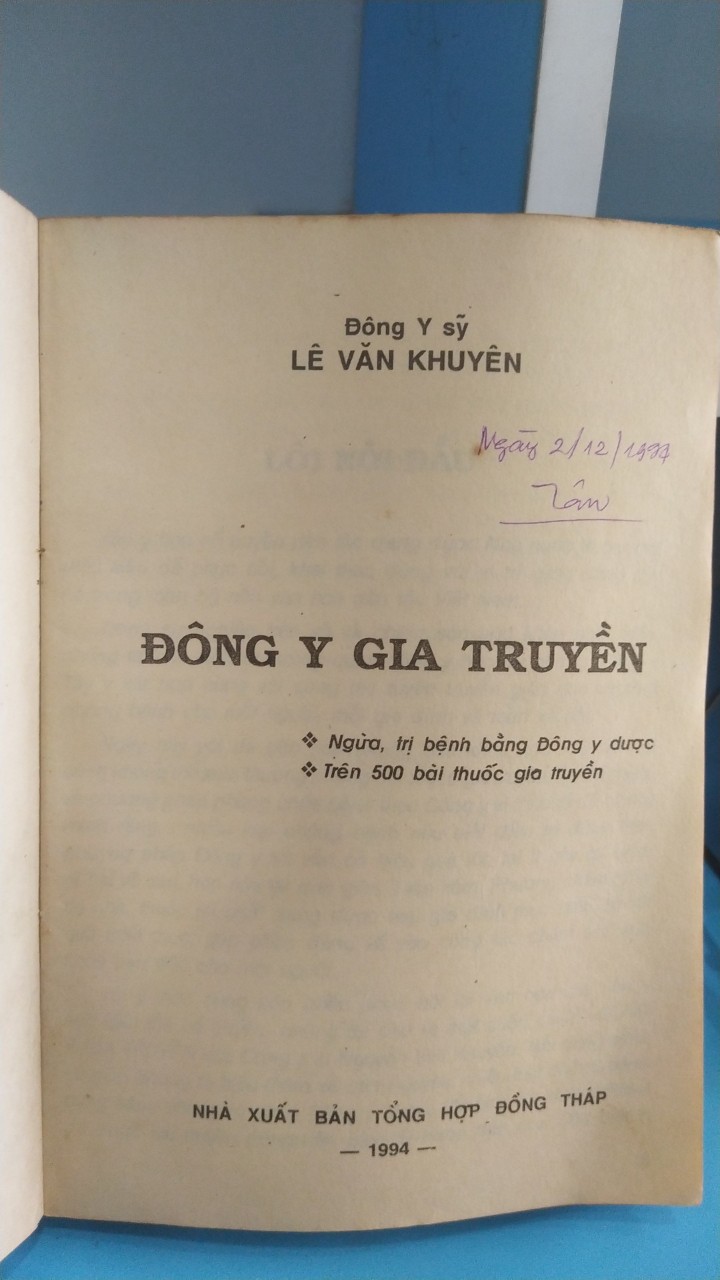 Đông Y sỹ
LÊ VĂN KHUYÊN
Ngày 2/12/1994
Tân
ĐÔNG Y GIA TRUYỀN
❖ Ngừa, trị bệnh bằng Đông y dược
❖ Trên 500 bài thuốc gia truyền
NHÀ XUẤT BẢN TỔNG HỢP ĐỒNG THÁP
— 1994 —